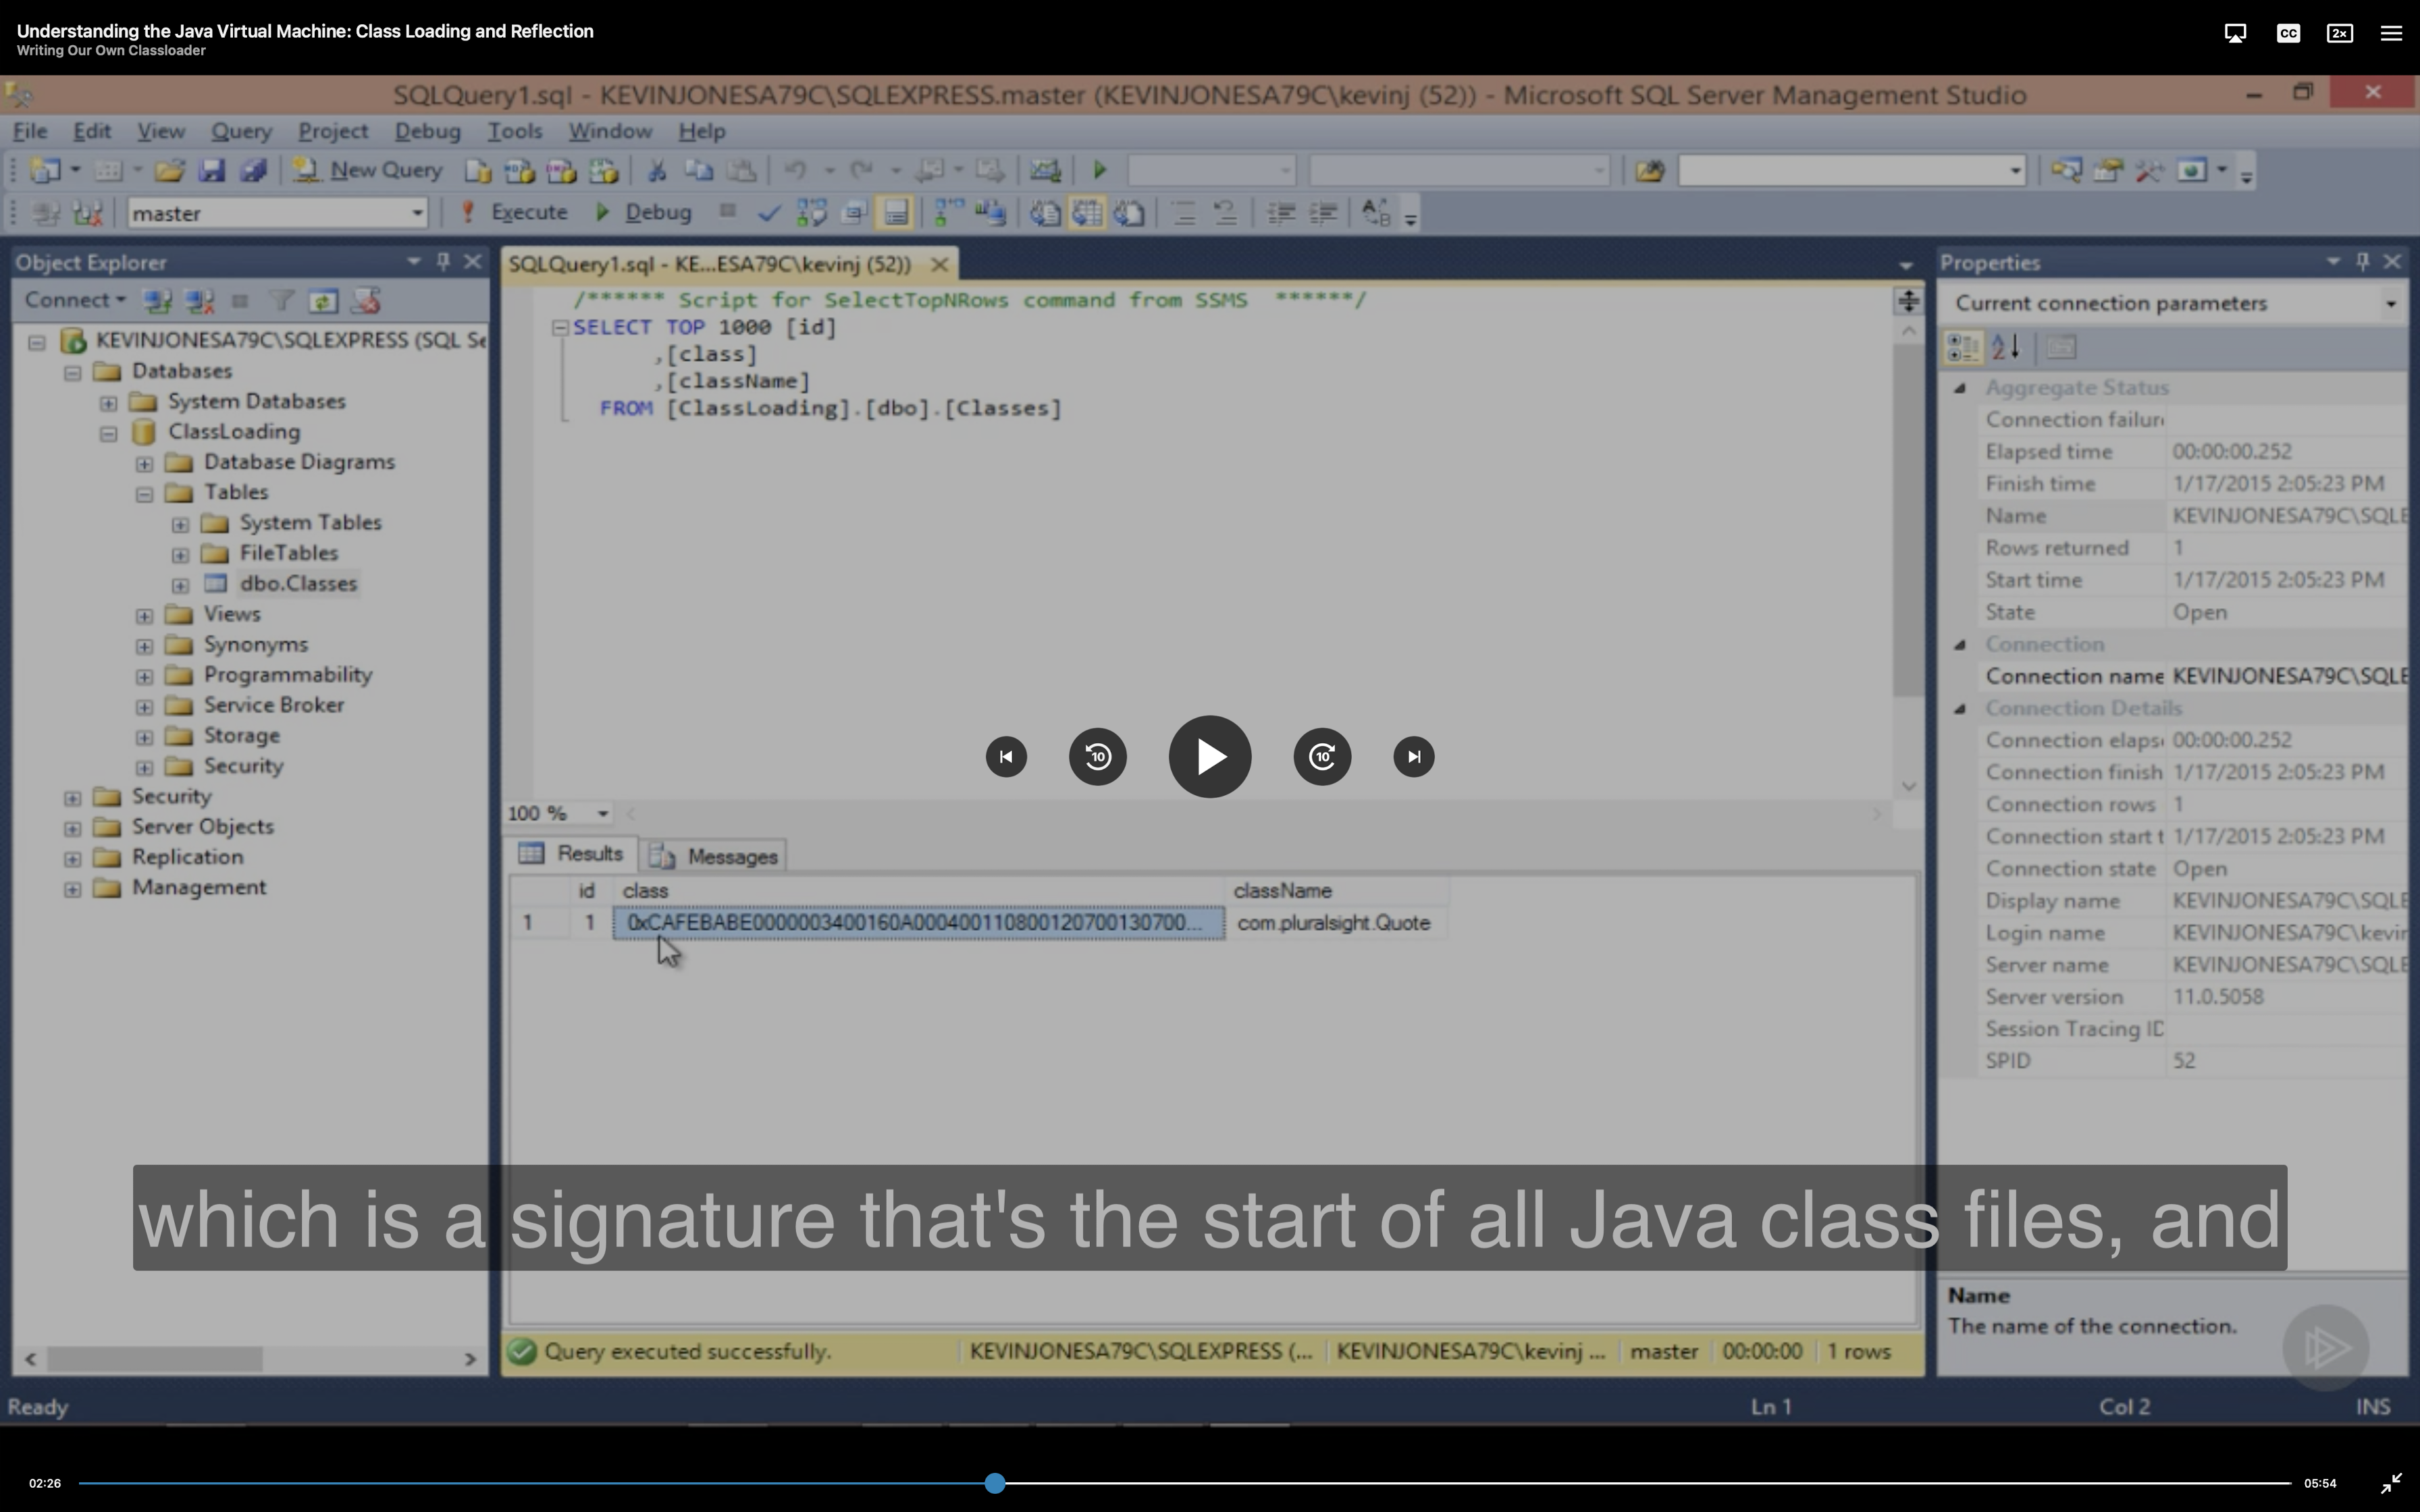 Understanding the Java Virtual Machine: Class Loading and Reflection
Writing Our Own Classloader
CC
2x
SQLQuery1.sql - KEVINJONESA79C\SQLEXPRESS.master (KEVINJONESA79C\kevinj (52)) - Microsoft SQL Server Management Studio
File Edit View Query Project Debug Tools Window Help
New Query
master
Execute
Debug
Object Explorer
Connect
KEVINJONESA79C\SQLEXPRESS (SQL Se
Databases
System Databases
ClassLoading
Database Diagrams
Tables
System Tables
FileTables
dbo.Classes
Views
Synonyms
Programmability
Service Broker
Storage
Security
Security
Server Objects
Replication
Management
SQLQuery1.sql - KE...ESA79C\kevinj (52))
/****** Script for SelectTopNRows command from SSMS ******/
SELECT TOP 1000 [id]
,[class]
,[className]
FROM [ClassLoading].[dbo].[Classes]
10
10
100 %
Results
Messages
id class className
1 1 0xCAFEBABE0000003400160A000400110800120700130700... com.pluralsight.Quote
Properties
Current connection parameters
Aggregate Status
Connection failur
Elapsed time 00:00:00.252
Finish time 1/17/2015 2:05:23 PM
Name KEVINJONESA79C\SQLE
Rows returned 1
Start time 1/17/2015 2:05:23 PM
State Open
Connection
Connection name KEVINJONESA79C\SQLE
Connection Details
Connection elaps 00:00:00.252
Connection finish 1/17/2015 2:05:23 PM
Connection rows 1
Connection start t 1/17/2015 2:05:23 PM
Connection state Open
Display name KEVINJONESA79C\SQLE
Login name KEVINJONESA79C\kevin
Server name KEVINJONESA79C\SQLE
Server version 11.0.5058
Session Tracing ID
SPID 52
which is a signature that's the start of all Java class files, and
Name
The name of the connection.
Query executed successfully.
KEVINJONESA79C\SQLEXPRESS (... KEVINJONESA79C\kevinj ... master 00:00:00 1 rows
Ready Ln 1 Col 2 INS
02:26
05:54